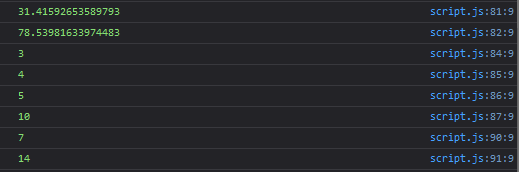 31.41592653589793 script.js:81:9
78.53981633974483 script.js:82:9
3 script.js:84:9
4 script.js:85:9
5 script.js:86:9
10 script.js:87:9
7 script.js:90:9
14 script.js:91:9